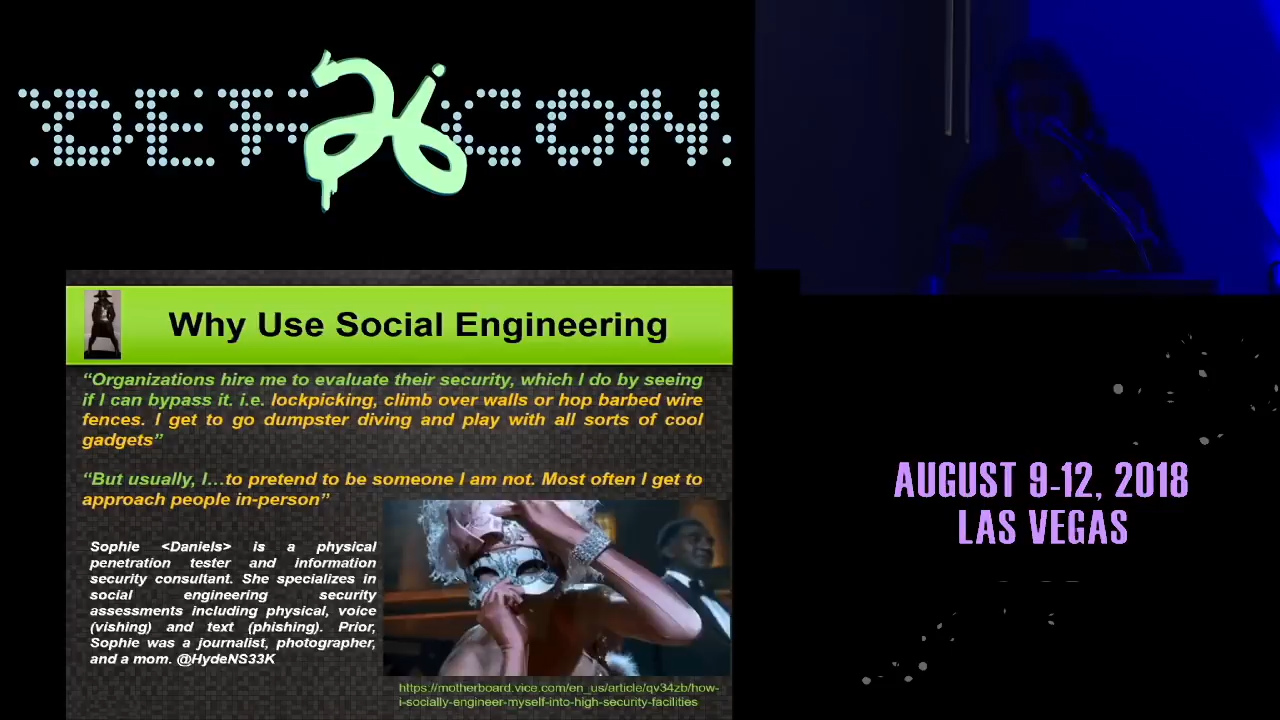 DEF 26 CON
Why Use Social Engineering
“Organizations hire me to evaluate their security, which I do by seeing
if I can bypass it. i.e. lockpicking, climb over walls or hop barbed wire
fences. I get to go dumpster diving and play with all sorts of cool
gadgets”
“But usually, I…to pretend to be someone I am not. Most often I get to
approach people in-person”
Sophie <Daniels> is a physical
penetration tester and information
security consultant. She specializes in
social engineering security
assessments including physical, voice
(vishing) and text (phishing). Prior,
Sophie was a journalist, photographer,
and a mom. @HydeNS33K
https://motherboard.vice.com/en_us/article/qv34zb/how-
i-socially-engineer-myself-into-high-security-facilities
AUGUST 9-12, 2018
LAS VEGAS